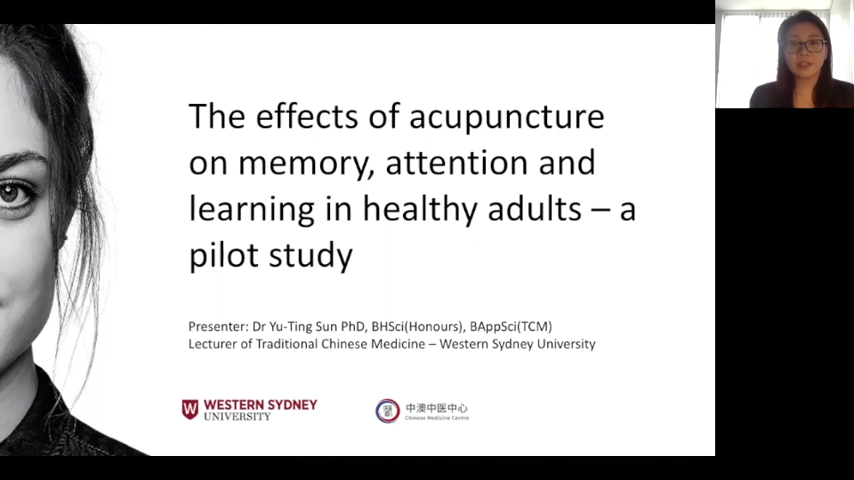 The effects of acupuncture
on memory, attention and
learning in healthy adults – a
pilot study
Presenter: Dr Yu-Ting Sun PhD, BHSci(Honours), BAppSci(TCM)
Lecturer of Traditional Chinese Medicine – Western Sydney University
W WESTERN SYDNEY
UNIVERSITY
中澳中医中心
Chinese Medicine Centre